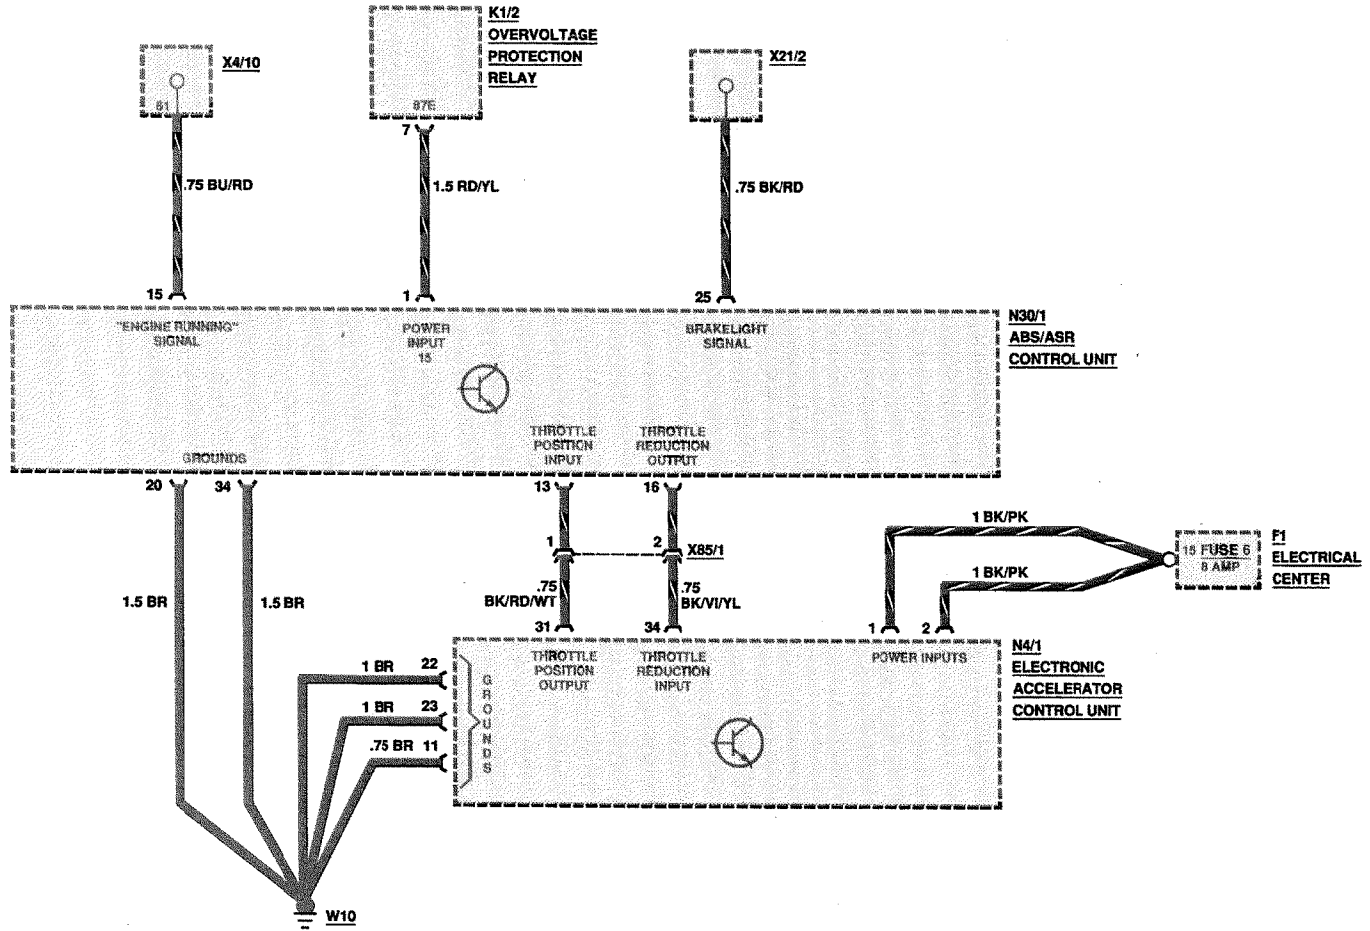 K1/2
OVERVOLTAGE
PROTECTION
RELAY
X4/10
X21/2
61
87E
7
.75 BU/RD
1.5 RD/YL
.75 BK/RD
15
1
25
"ENGINE RUNNING"
SIGNAL
POWER
INPUT
15
BRAKELIGHT
SIGNAL
N30/1
ABS/ASR
CONTROL UNIT
THROTTLE
POSITION
INPUT
THROTTLE
REDUCTION
OUTPUT
GROUNDS
20
34
13
16
1
2
X85/1
1 BK/PK
1 BK/PK
15 FUSE 6
8 AMP
F1
ELECTRICAL
CENTER
1.5 BR
1.5 BR
.75
BK/RD/WT
.75
BK/VI/YL
31
34
1
2
THROTTLE
POSITION
OUTPUT
THROTTLE
REDUCTION
INPUT
POWER INPUTS
N4/1
ELECTRONIC
ACCELERATOR
CONTROL UNIT
1 BR 22
1 BR 23
.75 BR 11
GROUNDS
W10